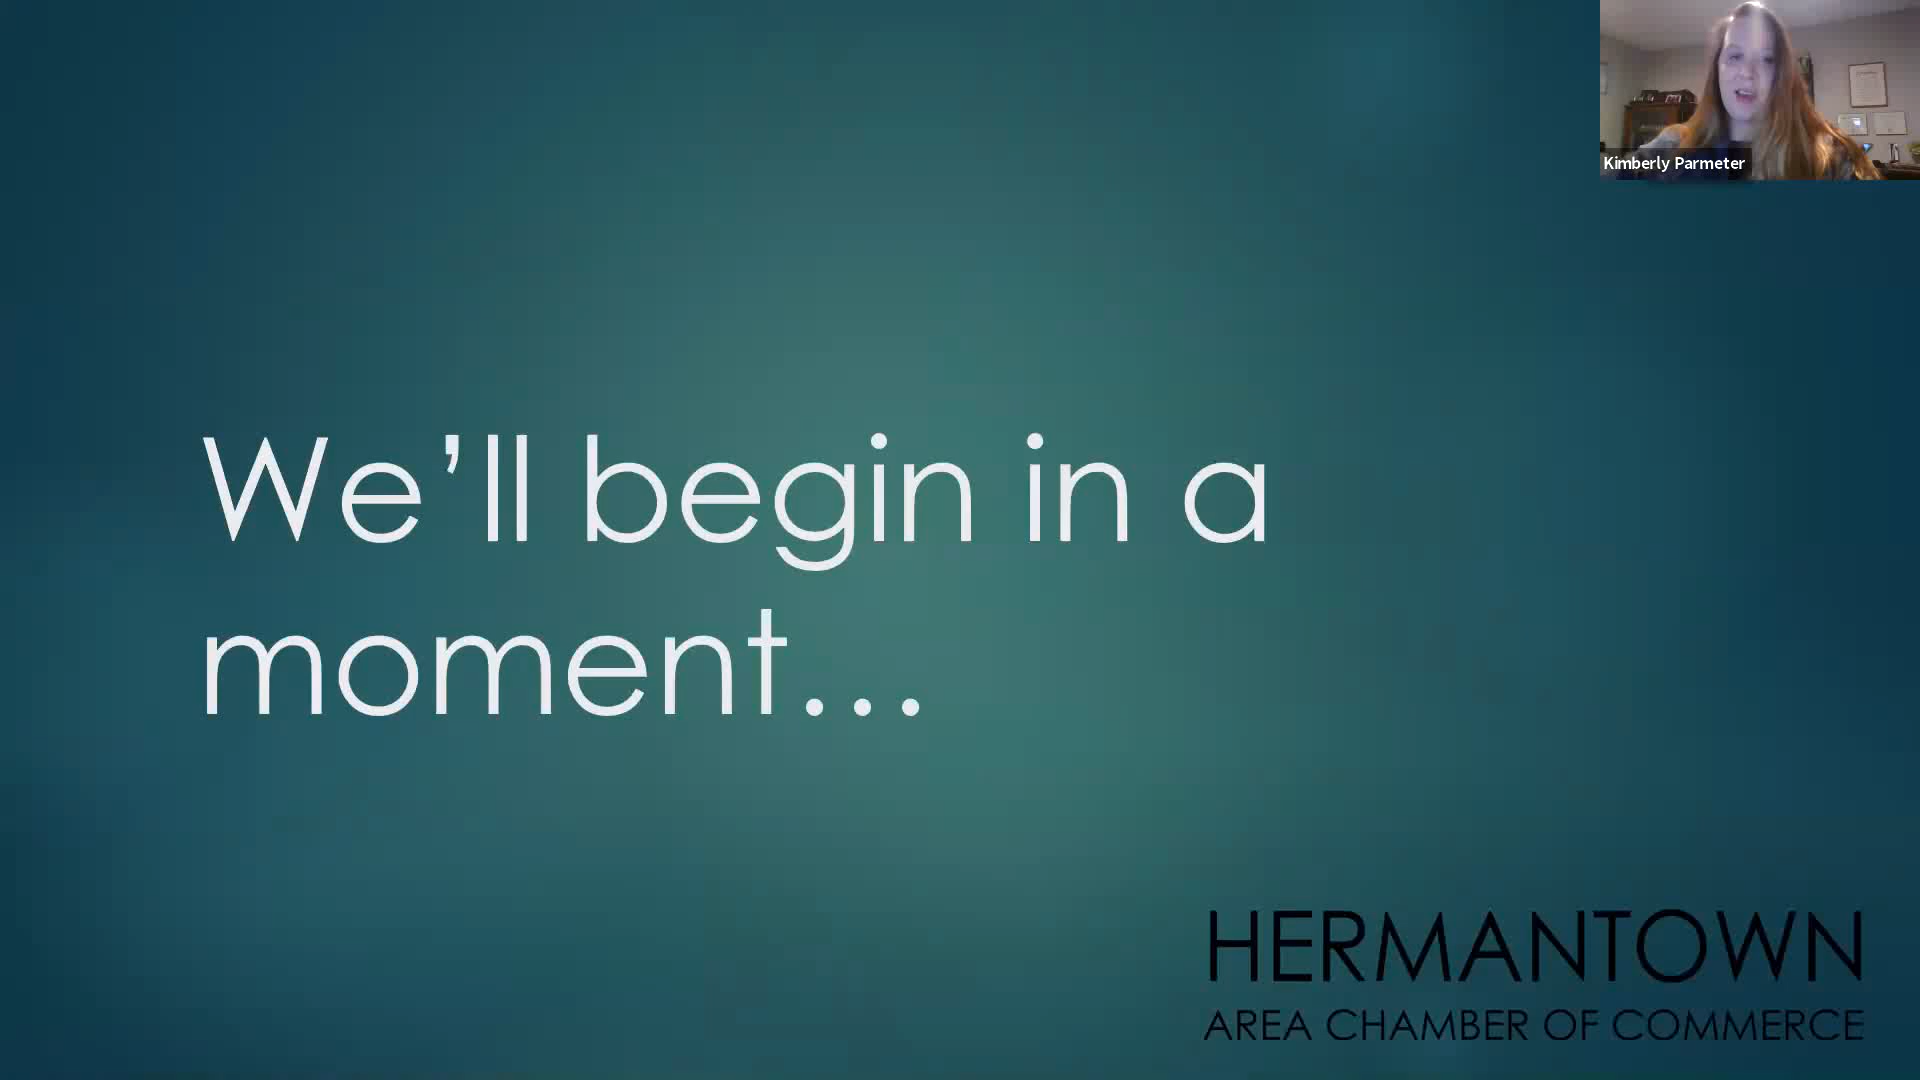 Kimberly Parmeter
We’ll begin in a
moment...
HERMANTOWN
AREA CHAMBER OF COMMERCE